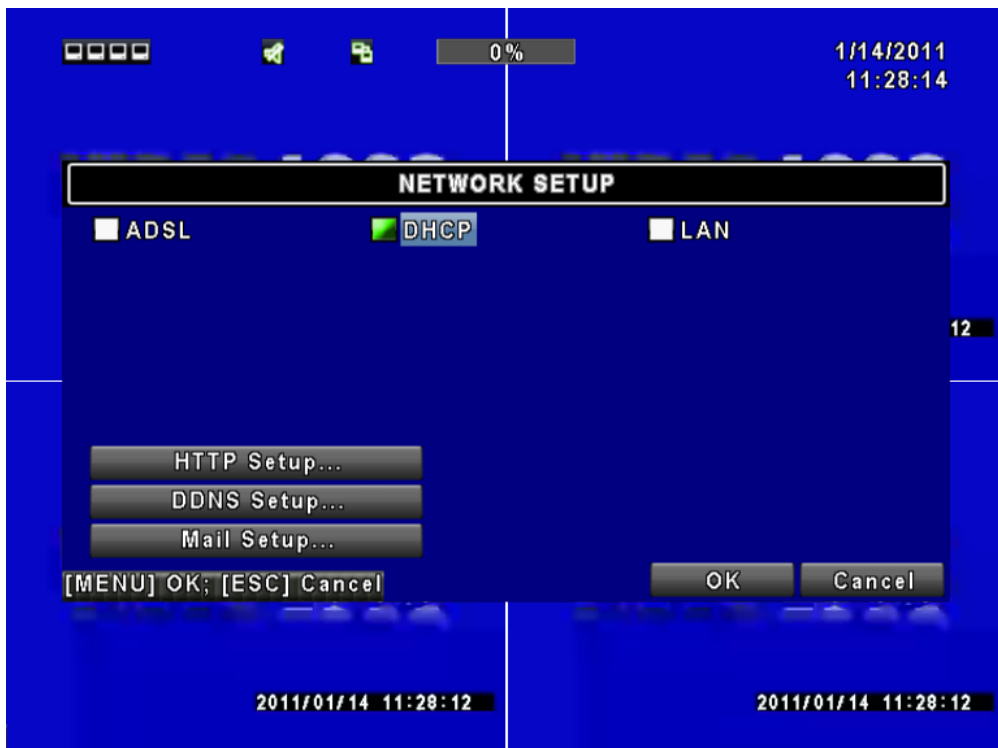 0%
1/14/2011
11:28:14
NETWORK SETUP
ADSL DHCP LAN
12
HTTP Setup...
DDNS Setup...
Mail Setup...
[MENU] OK; [ESC] Cancel
OK Cancel
2011/01/14 11:28:12
2011/01/14 11:28:12